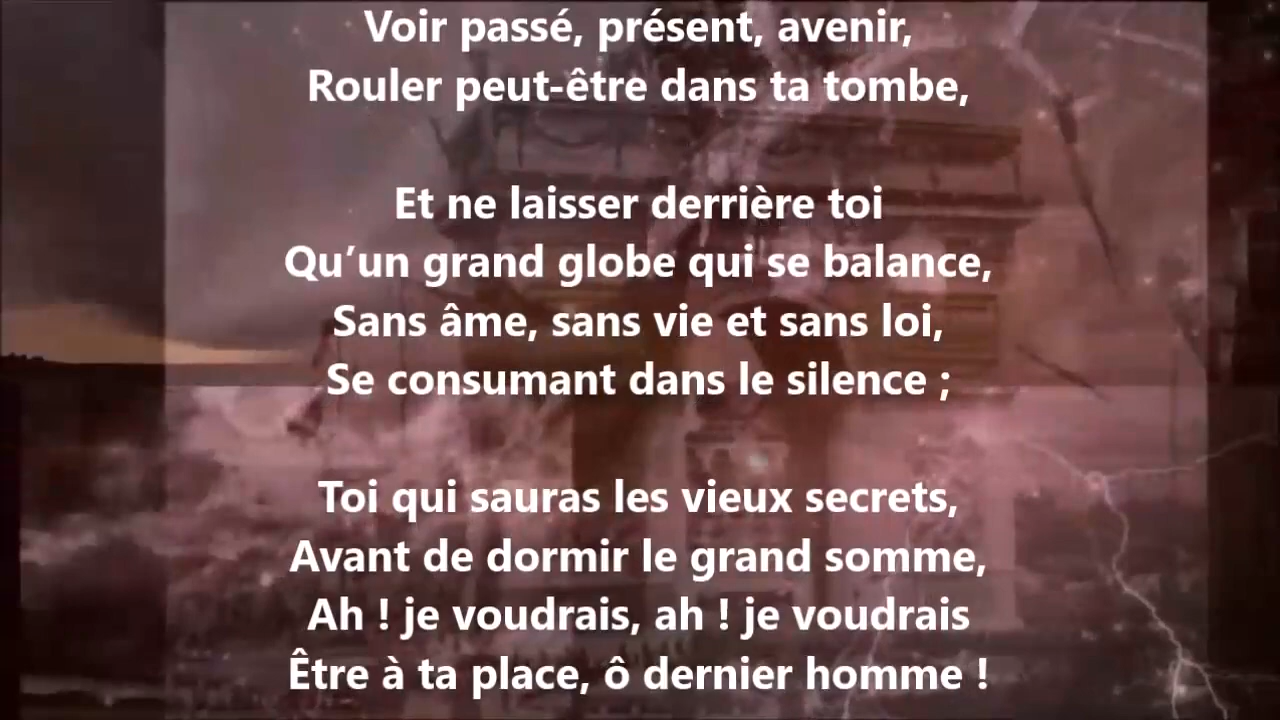 Voir passé, présent, avenir,
Rouler peut-être dans ta tombe,
Et ne laisser derrière toi
Qu’un grand globe qui se balance,
Sans âme, sans vie et sans loi,
Se consumant dans le silence ;
Toi qui sauras les vieux secrets,
Avant de dormir le grand somme,
Ah ! je voudrais, ah ! je voudrais
Être à ta place, ô dernier homme !